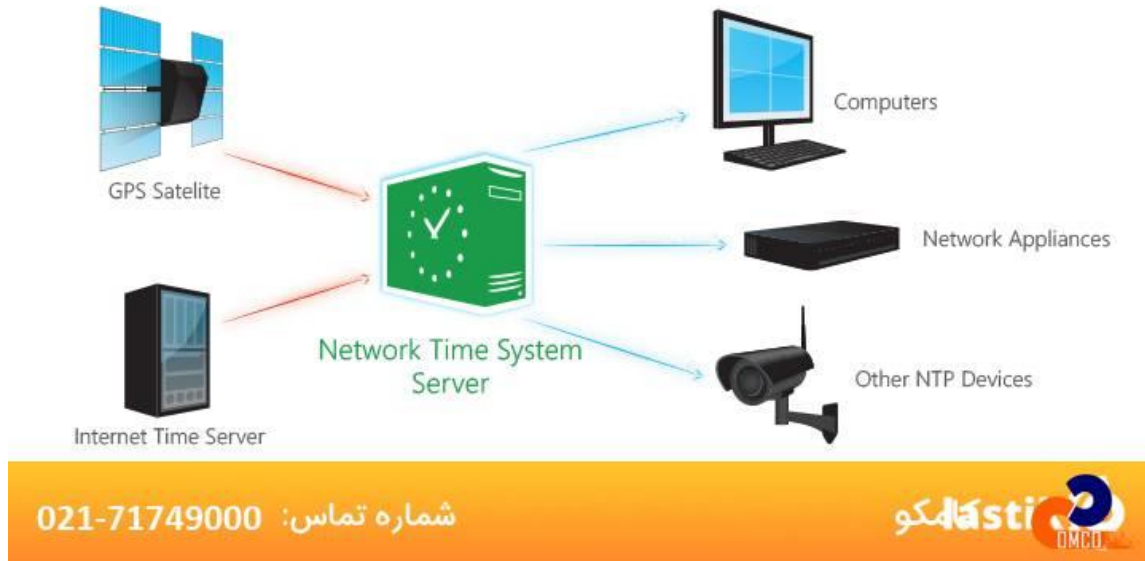 Computers
GPS Satelite
Network Appliances
Network Time System
Server
Other NTP Devices
Internet Time Server
شماره تماس: 021-71749000